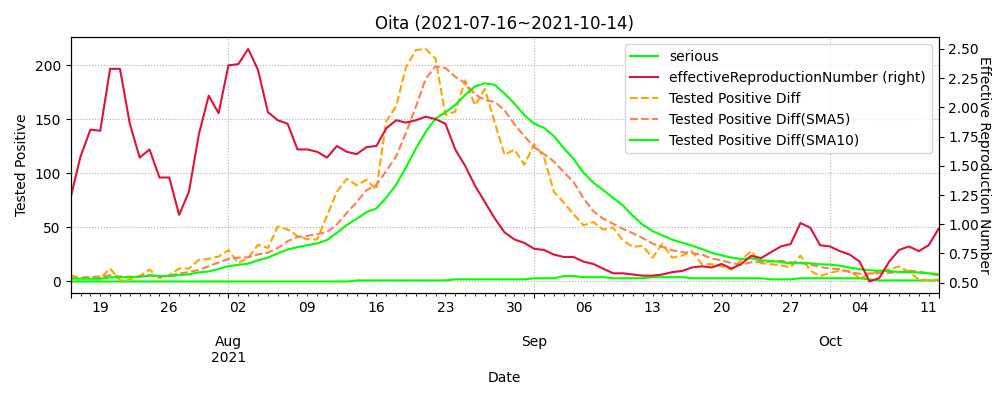 Oita (2021-07-16~2021-10-14)
serious
effectiveReproductionNumber (right)
Tested Positive Diff
Tested Positive Diff(SMA5)
Tested Positive Diff(SMA10)
Tested Positive
200
150
100
50
0
2.50
2.25
2.00
1.75
1.50
1.25
1.00
0.75
0.50
Effective Reproduction Number
19 26 02 09 16 23 30 06 13 20 27 04 11
Aug Sep Oct
2021
Date